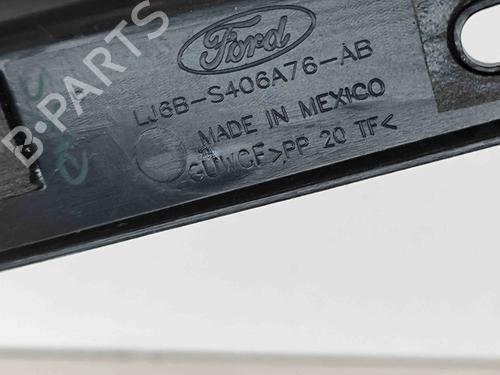 Ford
LJ6B-S406A76-AB
MADE IN MEXICO
GUWCF >PP 20 TF<
B-PARTS